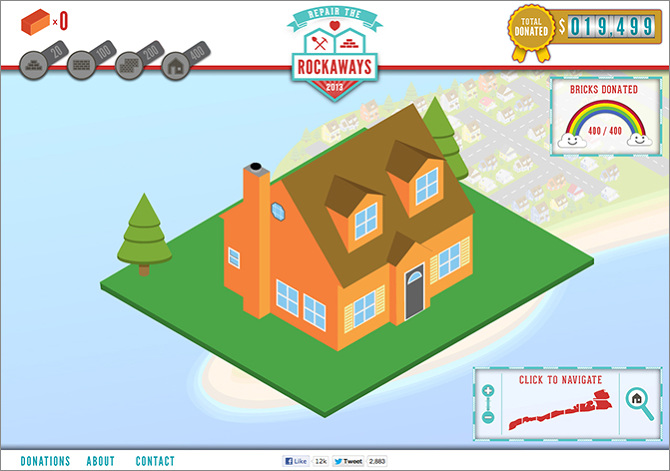 x0
20
100
200
400
REPAIR THE
ROCKAWAYS
2013
TOTAL
DONATED
$019,499
BRICKS DONATED
400 / 400
CLICK TO NAVIGATE
DONATIONS ABOUT CONTACT
Like 12k Tweet 2,883